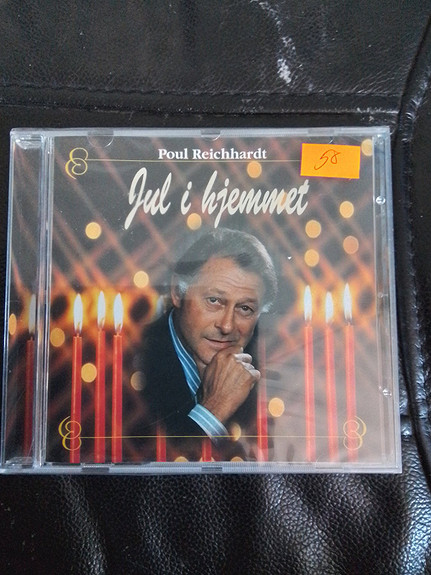 Poul Reichhardt
58
Jul i hjemmet